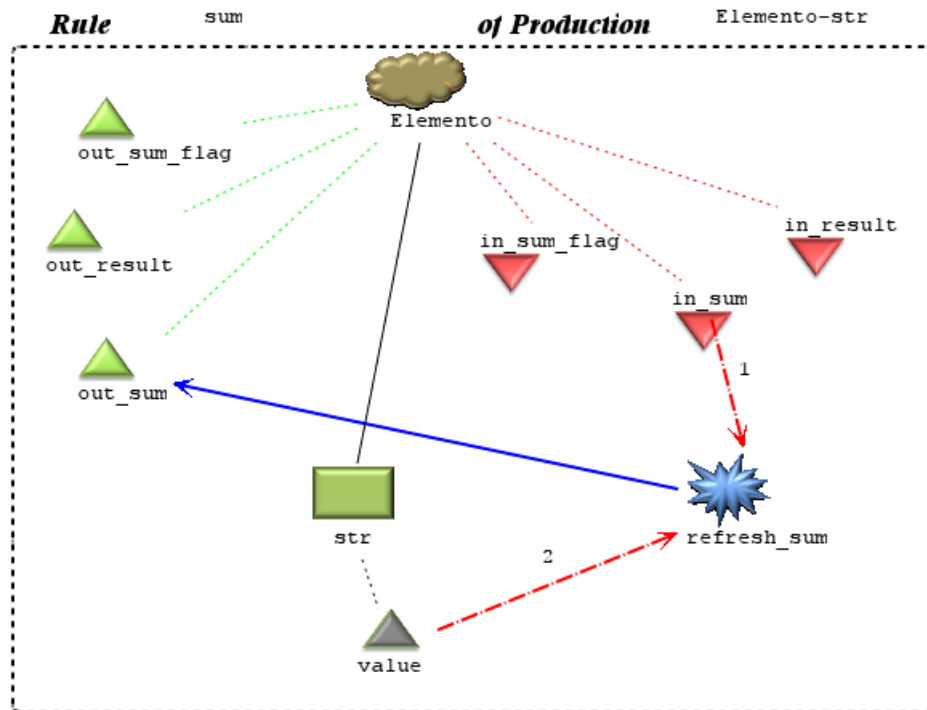 Rule sum of Production Elemento-str
Elemento
out_sum_flag
in_result
in_sum_flag
out_result
in_sum
1
out_sum
str
refresh_sum
2
value